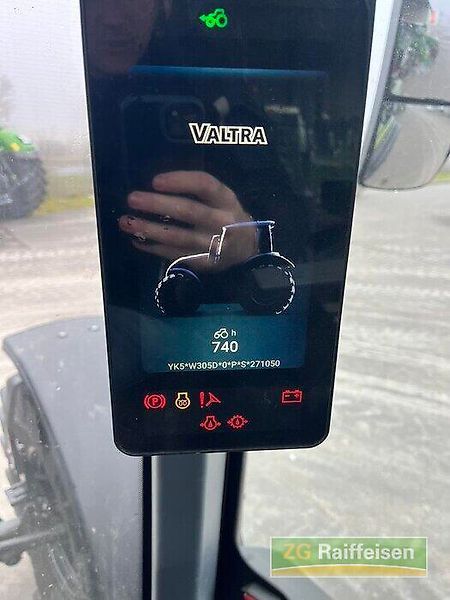 VALTRA
h
740
YK5*W305D*0*P*S*271050
P
ZG Raiffeisen